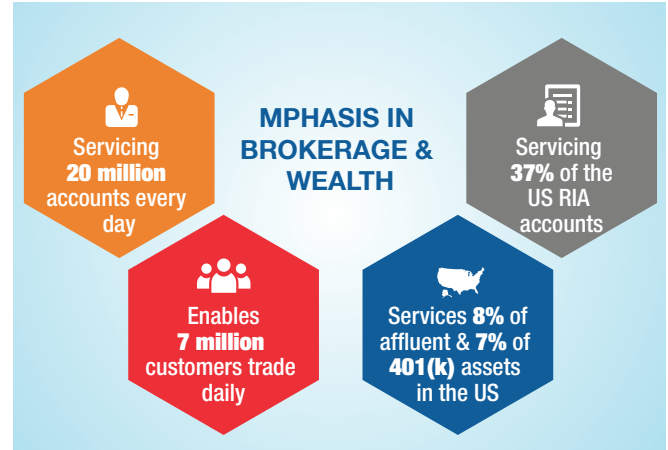 MPHASIS IN
BROKERAGE &
WEALTH
Servicing
20 million
accounts every
day
Enables
7 million
customers trade
daily
Services 8% of
affluent & 7% of
401(k) assets
in the US
Servicing
37% of the
US RIA
accounts